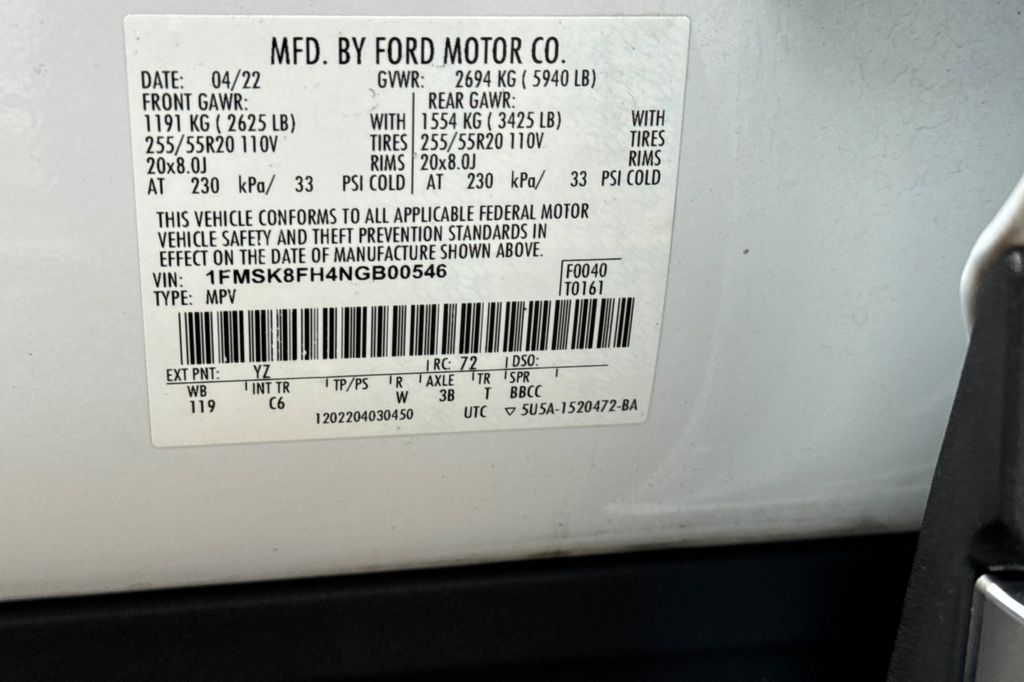 MFD. BY FORD MOTOR CO.
DATE: 04/22 GVWR: 2694 KG ( 5940 LB)
FRONT GAWR: REAR GAWR:
1191 KG ( 2625 LB) WITH 1554 KG ( 3425 LB) WITH
255/55R20 110V TIRES 255/55R20 110V TIRES
20x8.0J RIMS 20x8.0J RIMS
AT 230 kPa/ 33 PSI COLD AT 230 kPa/ 33 PSI COLD
THIS VEHICLE CONFORMS TO ALL APPLICABLE FEDERAL MOTOR
VEHICLE SAFETY AND THEFT PREVENTION STANDARDS IN
EFFECT ON THE DATE OF MANUFACTURE SHOWN ABOVE.
VIN: 1FMSK8FH4NGB00546 F0040
TYPE: MPV T0161
EXT PNT: YZ RC: 72 DSO:
WB INT TR TP/PS R AXLE TR SPR
119 C6 W 3B T BBCC
1202204030450 UTC ▽ 5U5A-1520472-BA